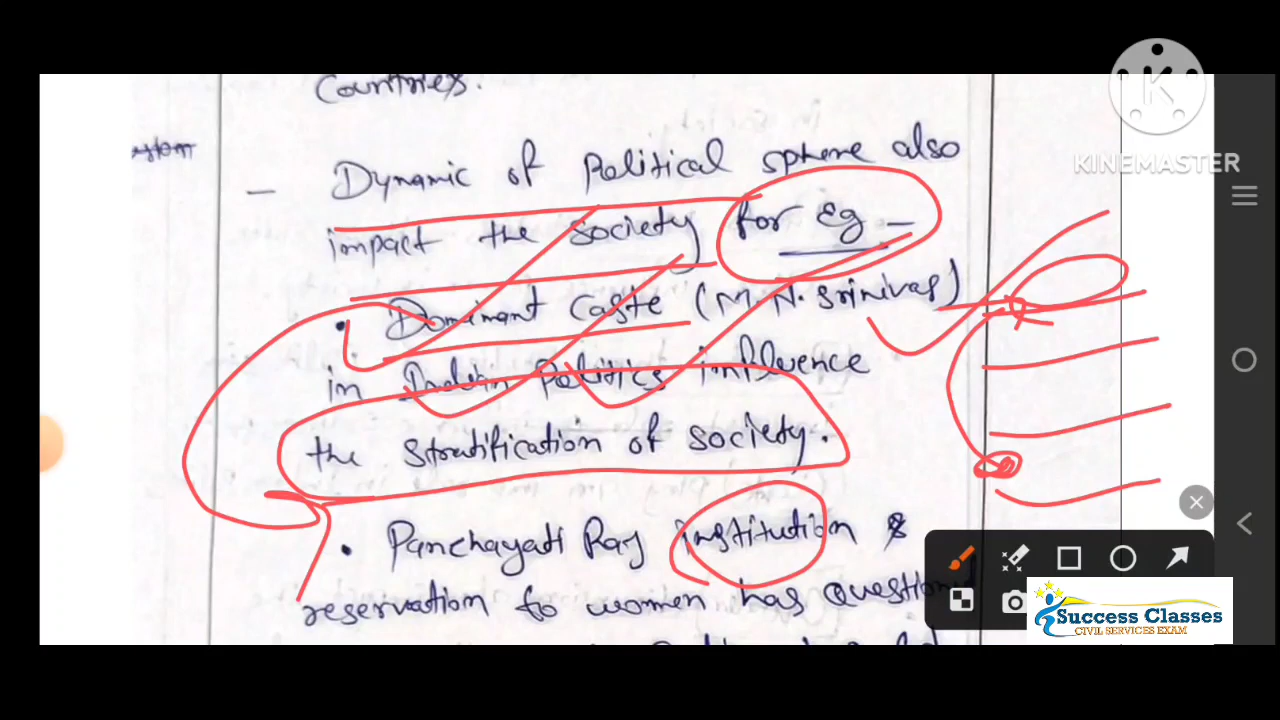 Countries.
– Dynamic of Political sphere also
impact the society for Eg –
• Dominant Caste (M.N. Srinivas)
in Indian Politics influence
the stratification of society.
• Panchayati Raj institution &
reservation to women has question
KINEMASTER
Success Classes
CIVIL SERVICES EXAM